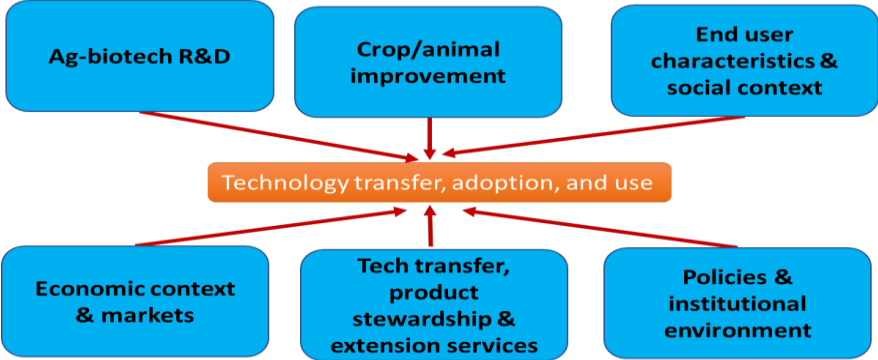 Ag-biotech R&D
Crop/animal
improvement
End user
characteristics &
social context
Technology transfer, adoption, and use
Economic context
& markets
Tech transfer,
product
stewardship &
extension services
Policies &
institutional
environment